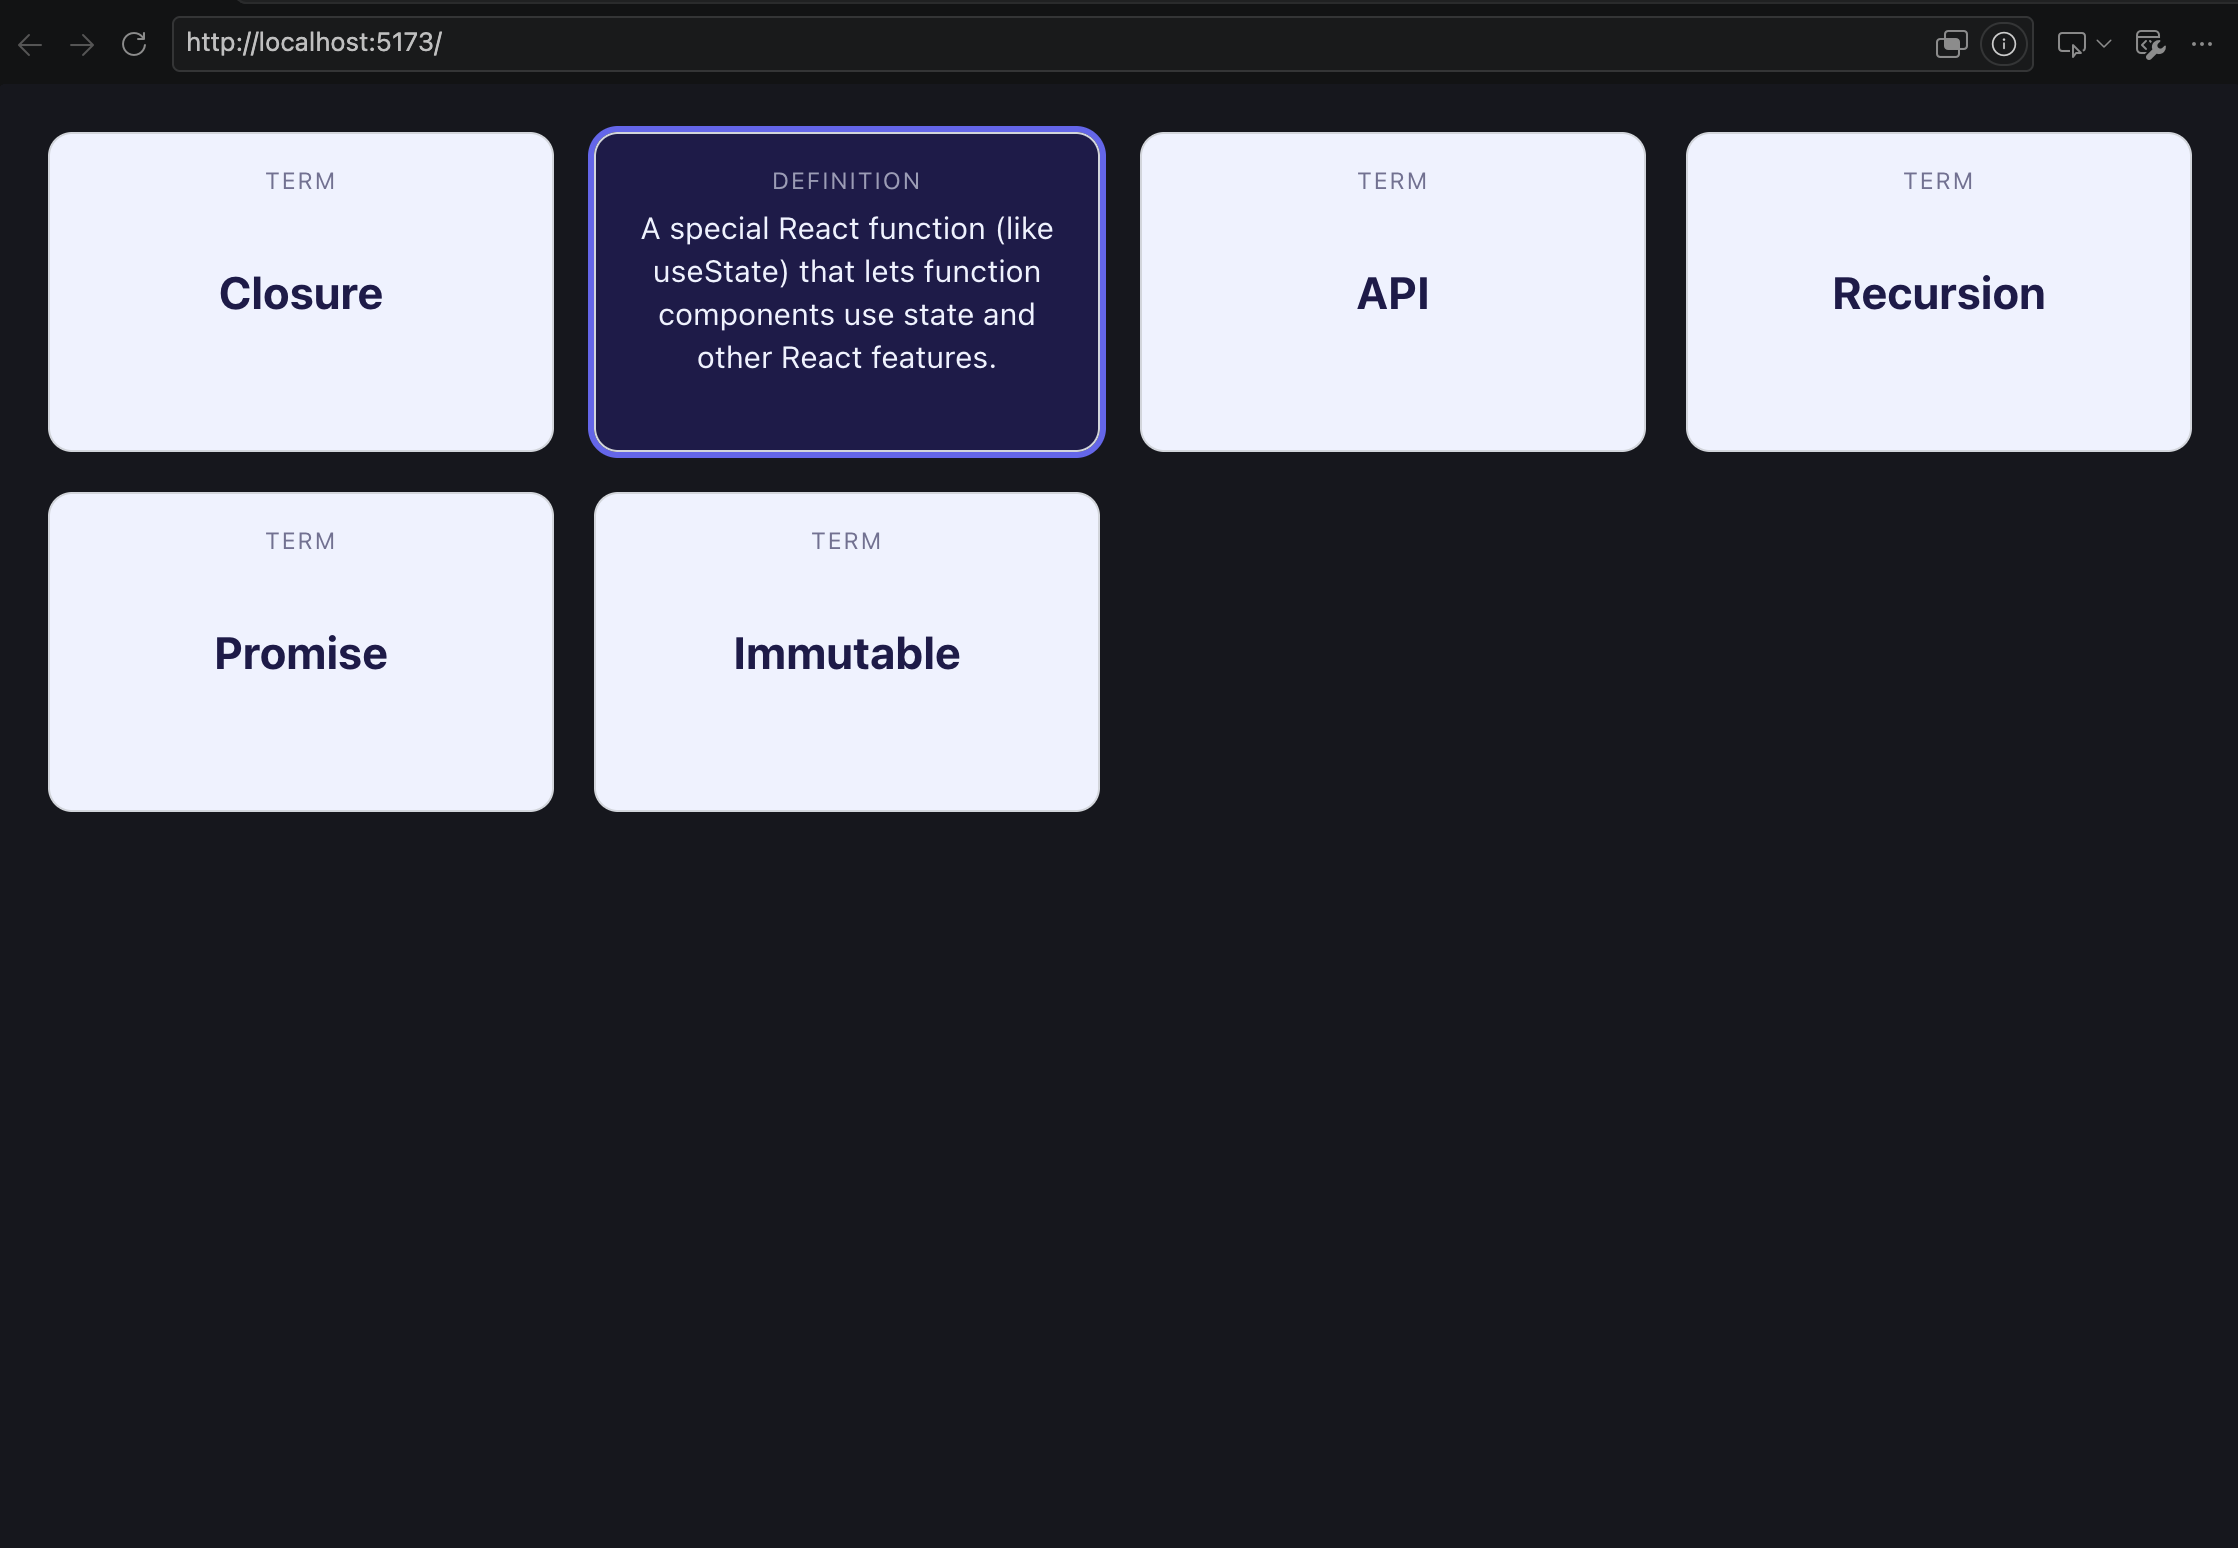 http://localhost:5173/
TERM
Closure
DEFINITION
A special React function (like
useState) that lets function
components use state and
other React features.
TERM
API
TERM
Recursion
TERM
Promise
TERM
Immutable